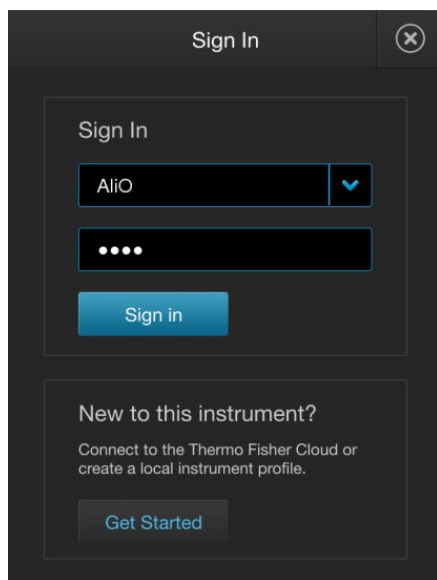 Sign In
Sign In
AliO
••••
Sign in
New to this instrument?
Connect to the Thermo Fisher Cloud or
create a local instrument profile.
Get Started